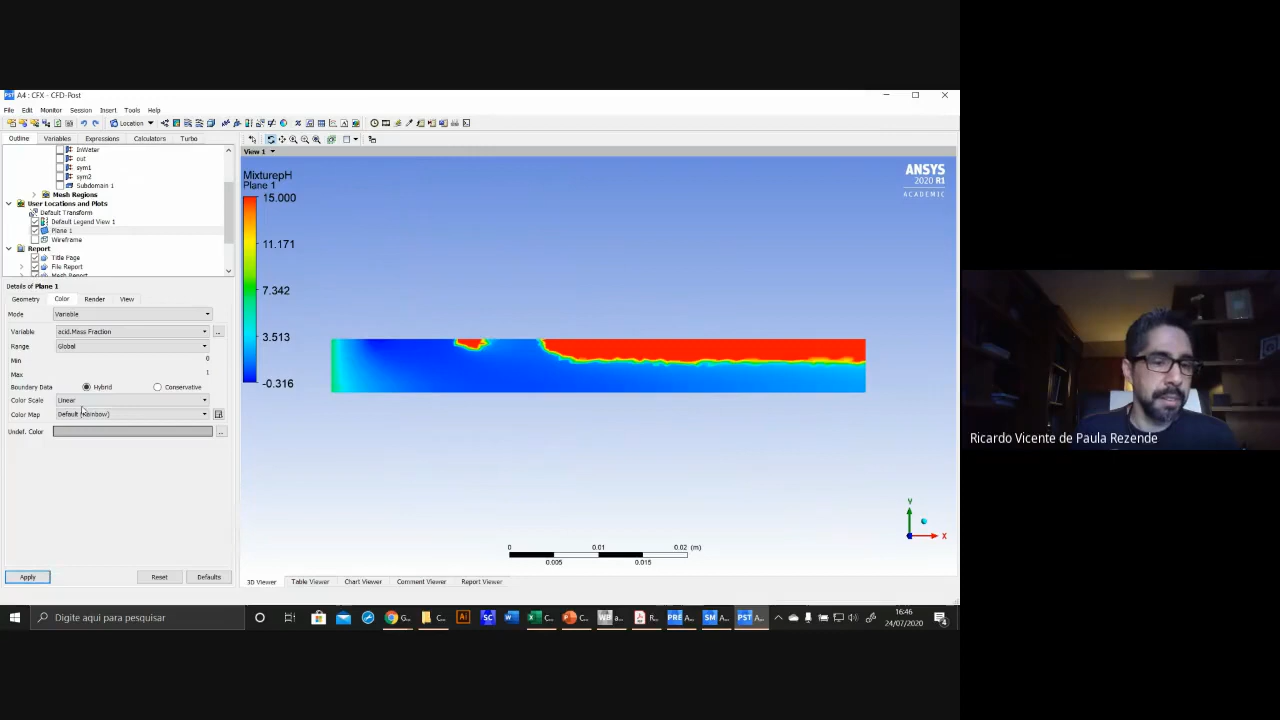 A4 : CFX - CFD-Post
File Edit Monitor Session Insert Tools Help
Location
Outline Variables Expressions Calculators Turbo
InWater
out
sym1
sym2
Subdomain 1
Mesh Regions
User Locations and Plots
Default Transform
Default Legend View 1
Plane 1
Wireframe
Report
Title Page
File Report
Mesh Report
Details of Plane 1
Geometry Color Render View
Mode Variable
Variable acid.Mass Fraction ...
Range Global
Min 0
Max 1
Boundary Data Hybrid Conservative
Color Scale Linear
Color Map Default (Rainbow)
Undef. Color ...
Apply Reset Defaults
View 1
MixturepH
Plane 1
15.000
11.171
7.342
3.513
-0.316
ANSYS
2020 R1
ACADEMIC
Y
X
0 0.01 0.02 (m)
0.005 0.015
3D Viewer Table Viewer Chart Viewer Comment Viewer Report Viewer
Digite aqui para pesquisar
G... C... C... C... a... R... PRE A... SM A... PST A...
16:46
24/07/2020
4
Ricardo Vicente de Paula Rezende